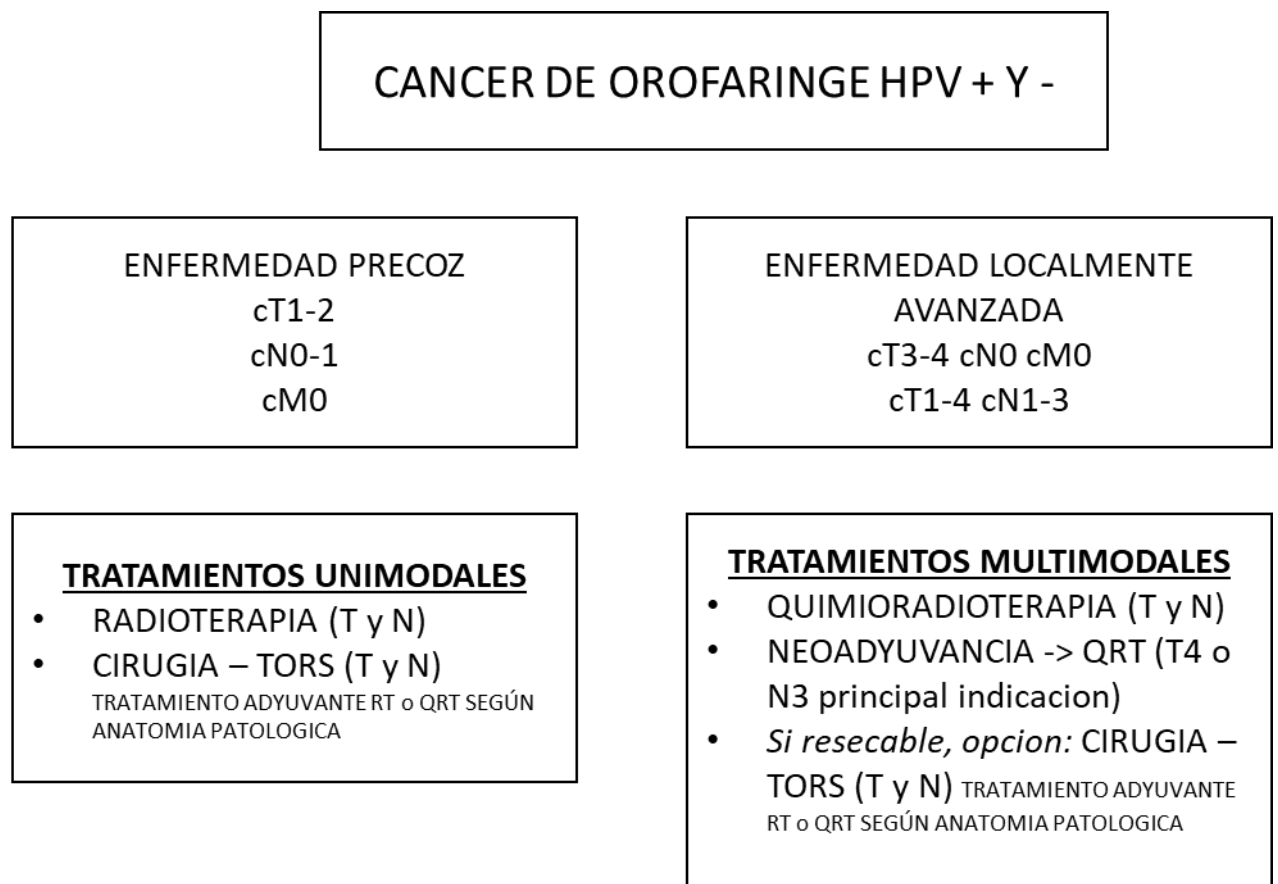 CANCER DE OROFARINGE HPV + Y -
ENFERMEDAD PRECOZ
cT1-2
cN0-1
cM0
ENFERMEDAD LOCALMENTE
AVANZADA
cT3-4 cN0 cM0
cT1-4 cN1-3
TRATAMIENTOS UNIMODALES
• RADIOTERAPIA (T y N)
• CIRUGIA – TORS (T y N)
TRATAMIENTO ADYUVANTE RT o QRT SEGÚN
ANATOMIA PATOLOGICA
TRATAMIENTOS MULTIMODALES
• QUIMIORADIOTERAPIA (T y N)
• NEOADYUVANCIA -> QRT (T4 o
N3 principal indicacion)
• Si resecable, opcion: CIRUGIA –
TORS (T y N) TRATAMIENTO ADYUVANTE
RT o QRT SEGÚN ANATOMIA PATOLOGICA